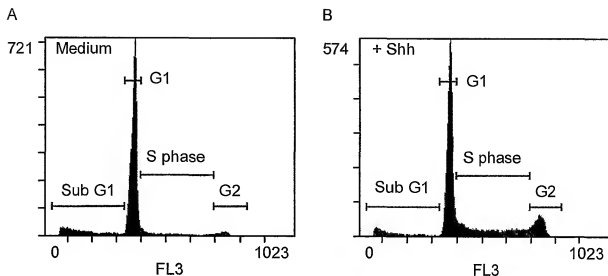 A
721
Medium
G1
S phase
Sub G1
G2
0
1023
FL3
B
574
+ Shh
G1
S phase
Sub G1
G2
0
1023
FL3